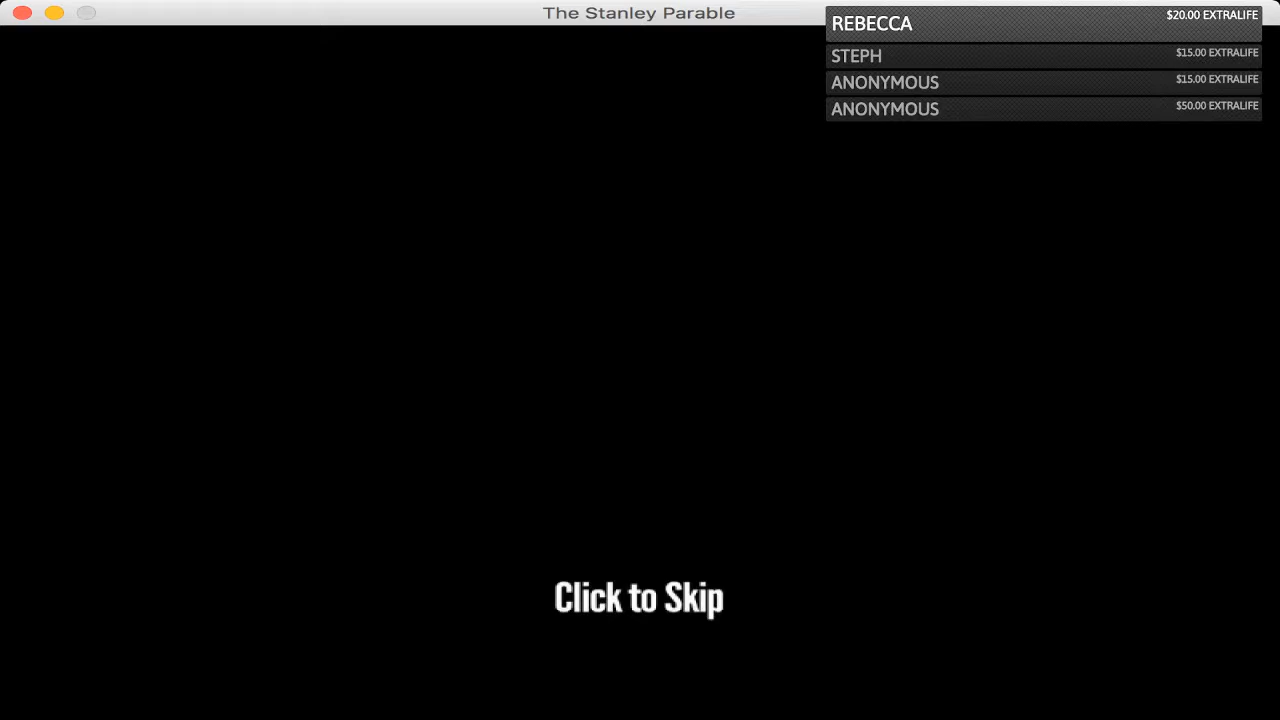 The Stanley Parable
REBECCA $20.00 EXTRALIFE
STEPH $15.00 EXTRALIFE
ANONYMOUS $15.00 EXTRALIFE
ANONYMOUS $50.00 EXTRALIFE
Click to Skip